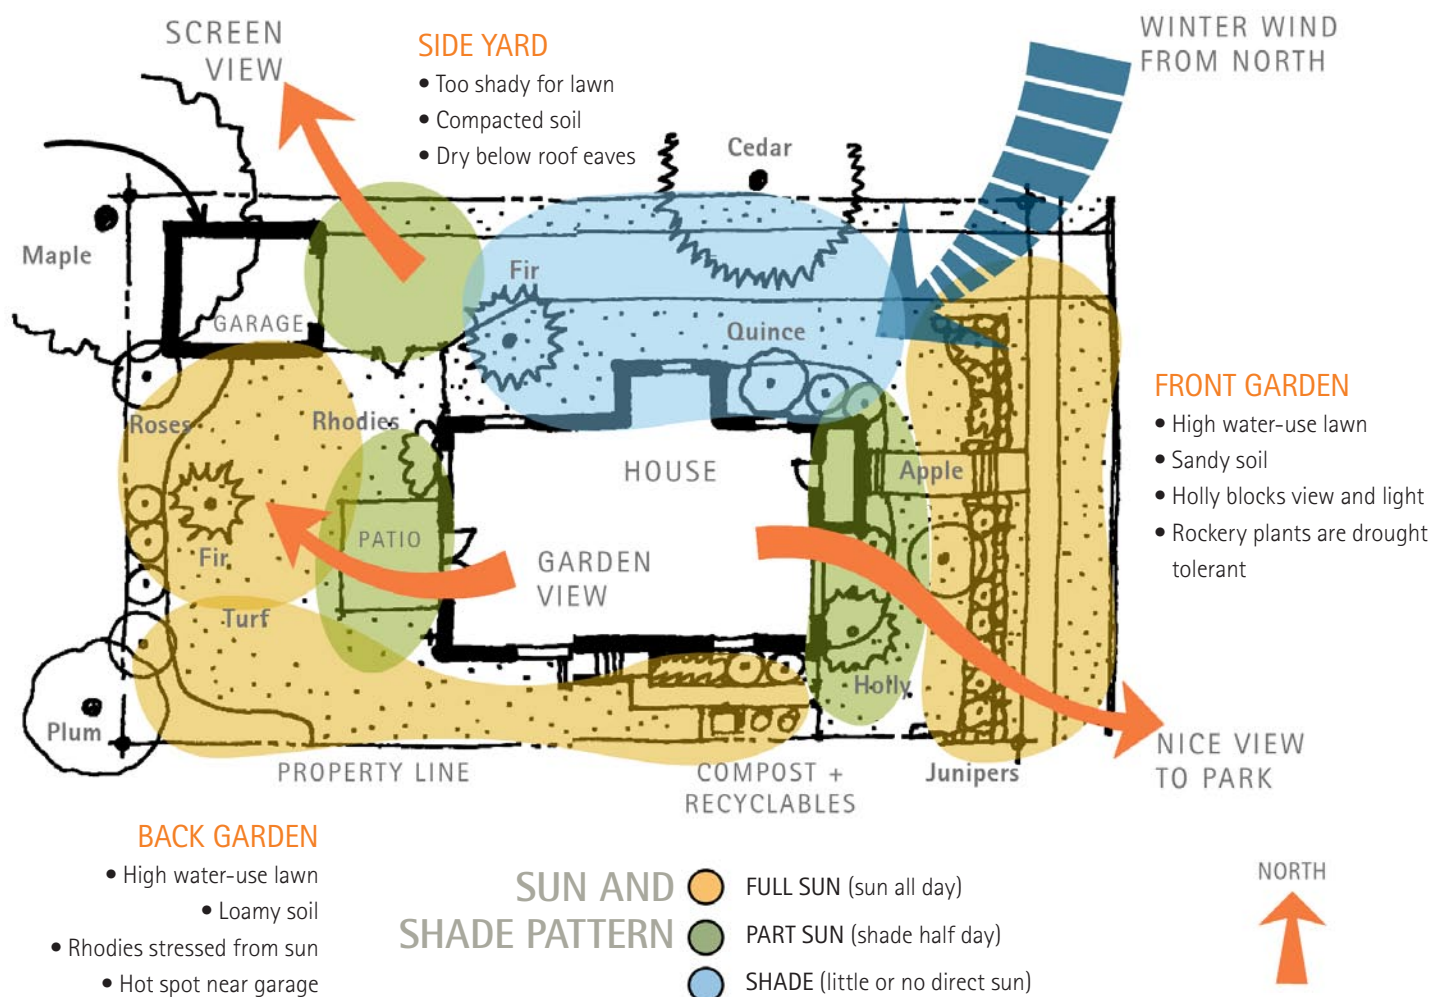 SCREEN
VIEW
SIDE YARD
• Too shady for lawn
• Compacted soil
• Dry below roof eaves
WINTER WIND
FROM NORTH
Cedar
Maple
Fir
GARAGE
Quince
FRONT GARDEN
• High water-use lawn
• Sandy soil
• Holly blocks view and light
• Rockery plants are drought
tolerant
Roses
Rhodies
HOUSE
Apple
PATIO
Fir
GARDEN
VIEW
Turf
Holly
Plum
PROPERTY LINE
COMPOST +
RECYCLABLES
Junipers
NICE VIEW
TO PARK
BACK GARDEN
• High water-use lawn
• Loamy soil
• Rhodies stressed from sun
• Hot spot near garage
SUN AND
SHADE PATTERN
FULL SUN (sun all day)
PART SUN (shade half day)
SHADE (little or no direct sun)
NORTH